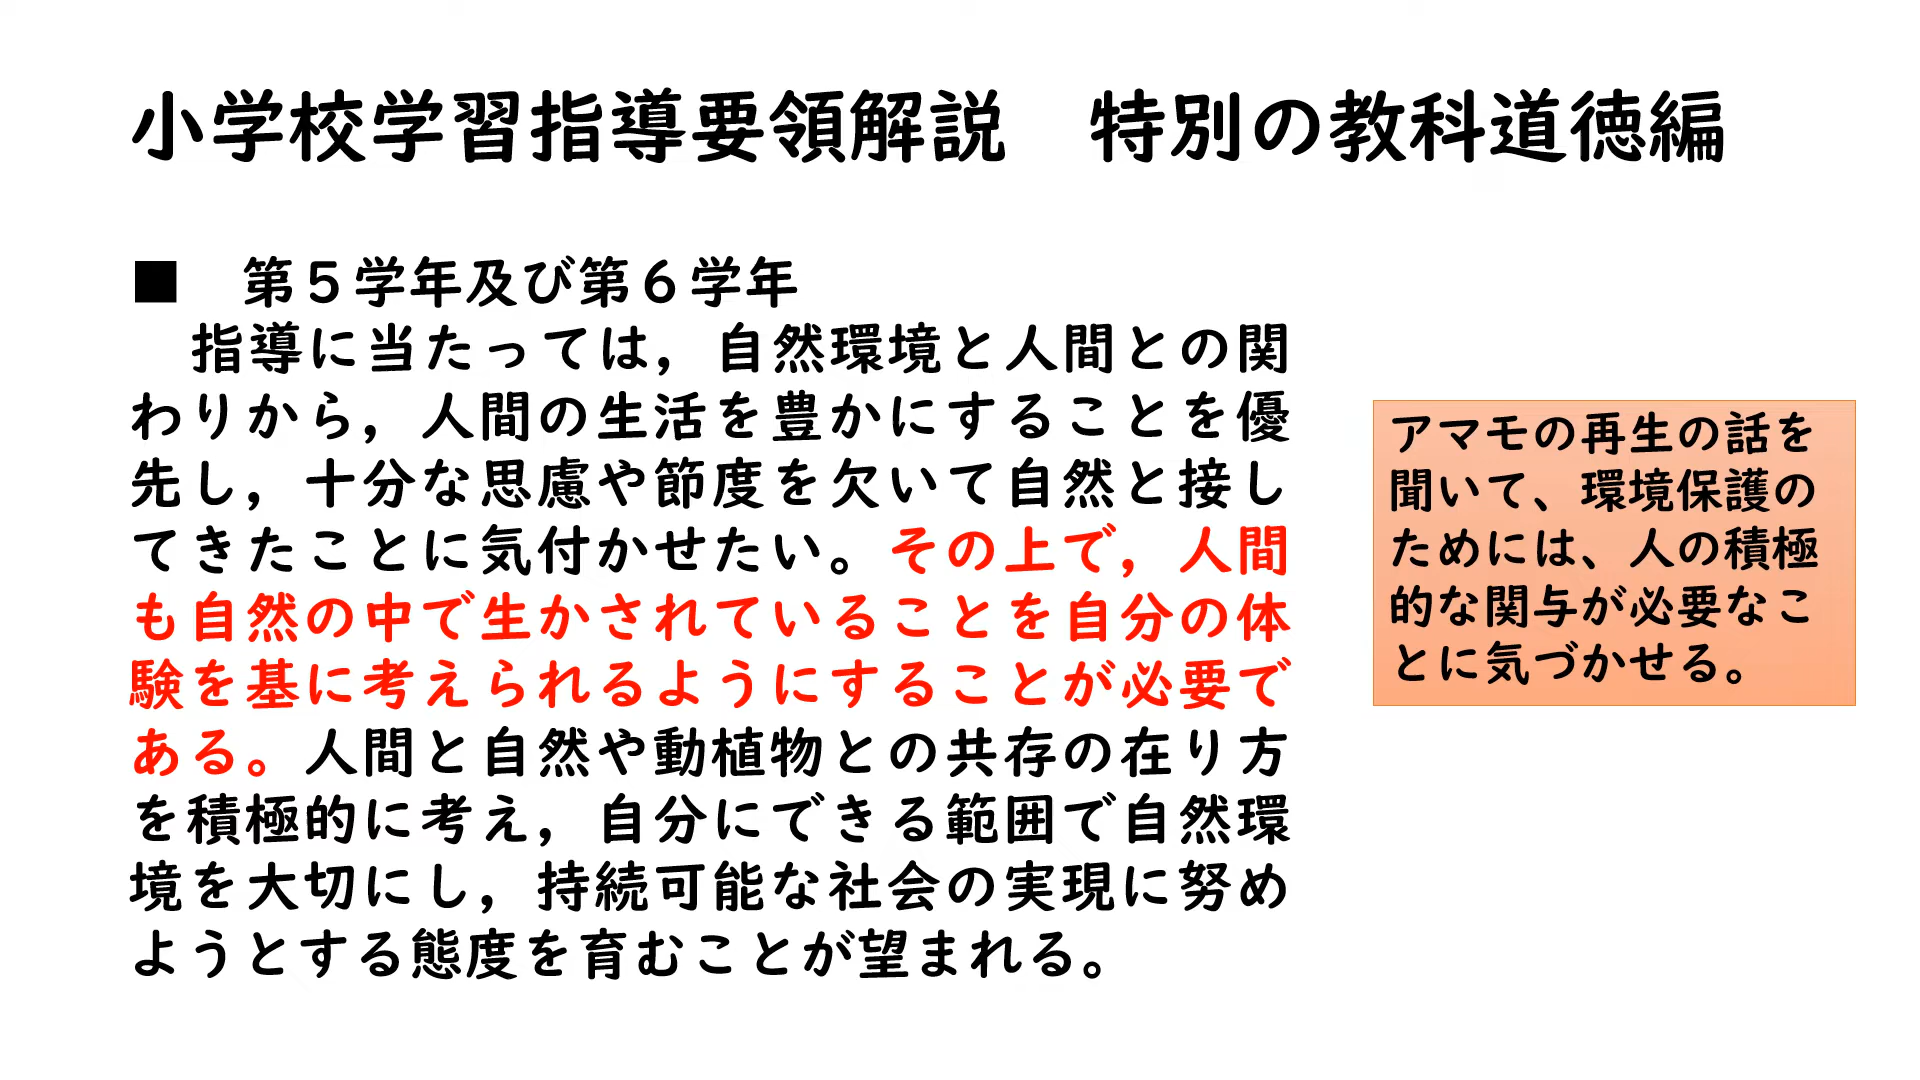 小学校学習指導要領解説　特別の教科道徳編
■　第５学年及び第６学年
　指導に当たっては，自然環境と人間との関
わりから，人間の生活を豊かにすることを優
先し，十分な思慮や節度を欠いて自然と接し
てきたことに気付かせたい。その上で，人間
も自然の中で生かされていることを自分の体
験を基に考えられるようにすることが必要で
ある。人間と自然や動植物との共存の在り方
を積極的に考え，自分にできる範囲で自然環
境を大切にし，持続可能な社会の実現に努め
ようとする態度を育むことが望まれる。
アマモの再生の話を
聞いて、環境保護の
ためには、人の積極
的な関与が必要なこ
とに気づかせる。